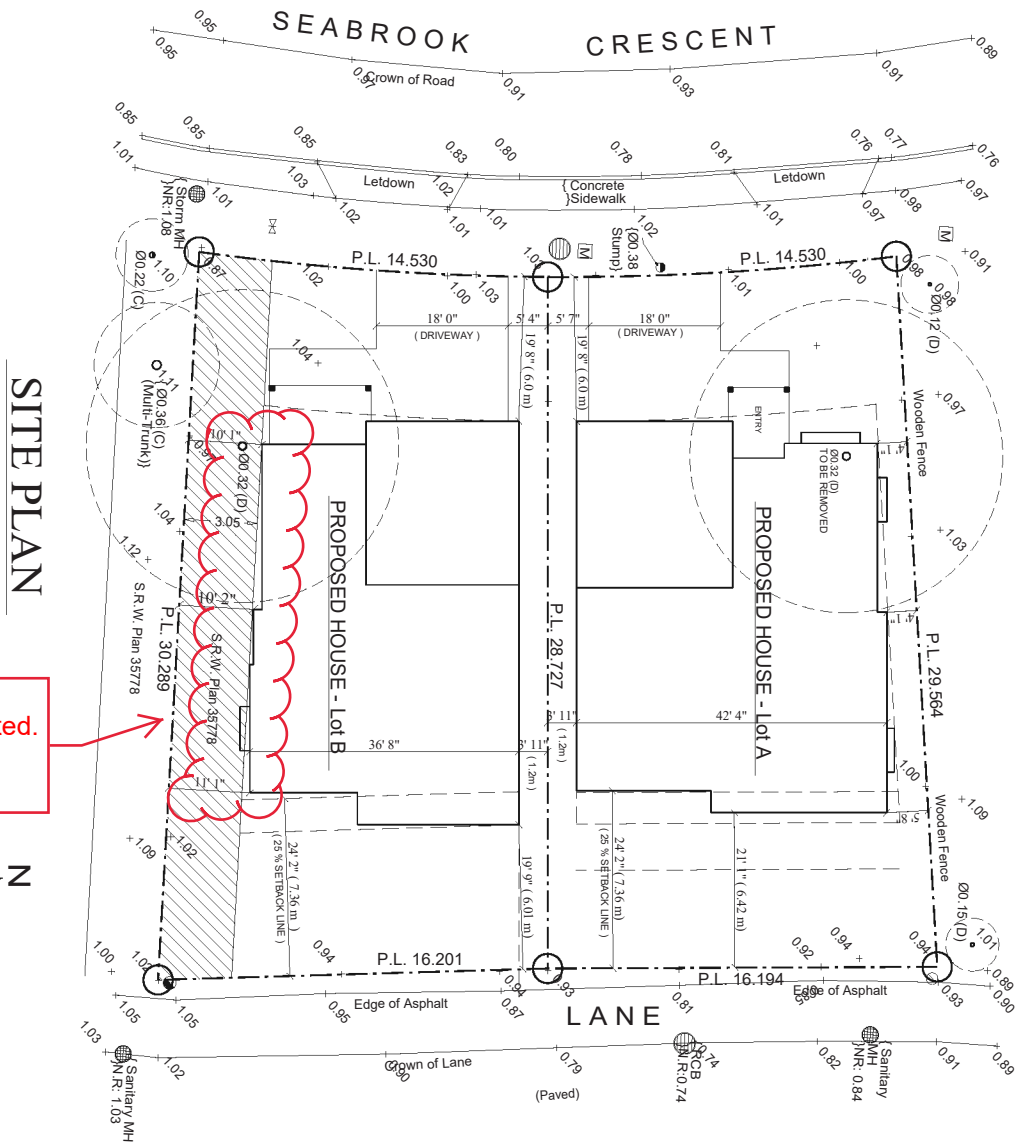 SEABROOK CRESCENT
0.95
0.95
0.97
Crown of Road
0.91
0.93
0.91
0.89
0.85
0.85
0.85
0.83
0.80
0.78
0.81
0.76
0.77
0.76
1.01
1.01
1.03
1.02
Letdown
1.02
1.01
1.01
{ Concrete
}Sidewalk
1.02
1.01
Letdown
0.97
0.98
0.97
{ Storm MH
}NR:1.08
M
{Ø0.38
Stump}
M
0.91
P.L. 14.530
P.L. 14.530
0.87
1.02
1.00
1.03
1.01
1.00
0.98
0.98
Ø0.22 (C)
1.10
Ø0.12 (D)
18' 0"
( DRIVEWAY )
5' 4"
5' 7"
18' 0"
( DRIVEWAY )
19' 8" ( 6.0 m)
19' 8" ( 6.0 m)
1.04
1.11
{Ø0.36 (C)
(Multi-Trunk)}
ENTRY
Wooden Fence
0.97
10' 1"
Ø0.32 (D)
Ø0.32 (D)
TO BE REMOVED
4' 1"
SITE PLAN
3.05
1.04
1.12
1.03
PROPOSED HOUSE - Lot B
PROPOSED HOUSE - Lot A
10' 2"
S.R.W. Plan 35778
P.L. 30.289
S.R.W. Plan 35778
P.L. 28.727
4' 1"
P.L. 29.564
ted.
36' 8"
3' 11"
(1.2m)
3' 11"
(1.2m)
42' 4"
11' 1"
1.00
1.09
Wooden Fence
5' 8"
N
1.09
1.02
24' 2" ( 7.36 m)
( 25 % SETBACK LINE )
19' 9" ( 6.01 m)
24' 2" ( 7.36 m)
( 25 % SETBACK LINE )
21' 1" ( 6.42 m)
Ø0.15 (D)
1.01
1.00
0.94
P.L. 16.201
0.94
0.93
P.L. 16.194
0.92
0.94
0.94
0.89
0.90
1.05
1.05
0.95
Edge of Asphalt
0.87
LANE
0.81
Edge of Asphalt
0.93
1.03
1.02
{ Sanitary MH
}N.R: 1.03
0.90
Crown of Lane
0.79
(Paved)
0.74
{RCB
}N.R:0.74
0.82
{ Sanitary
MH
}NR: 0.84
0.91
0.89